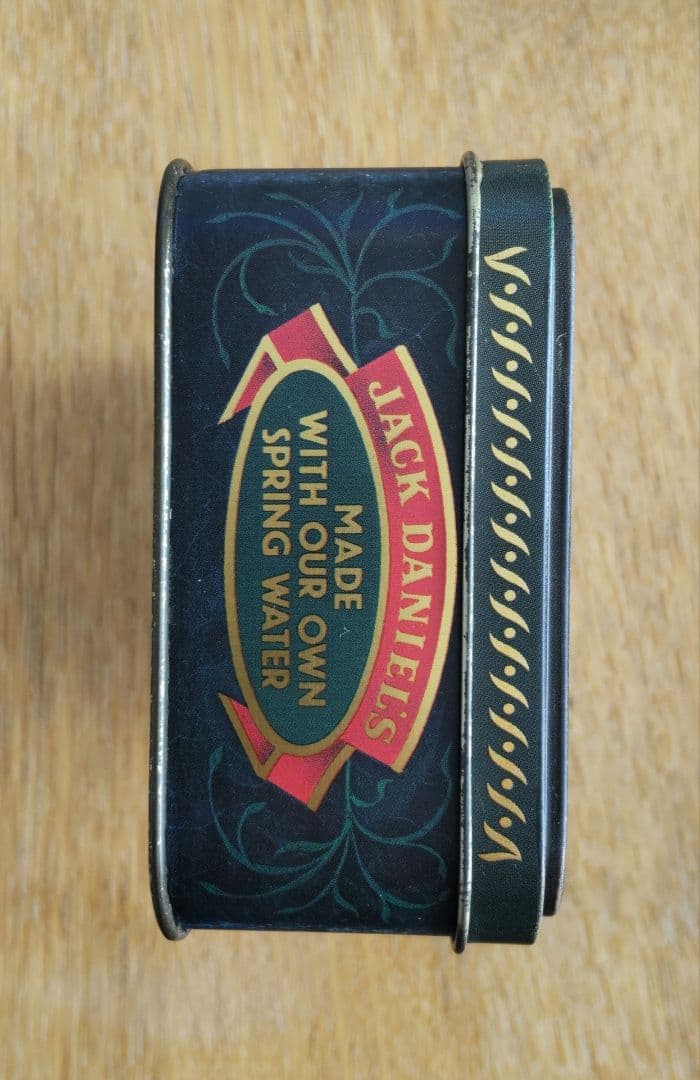 JACK DANIEL'S
MADE
WITH OUR OWN
SPRING WATER